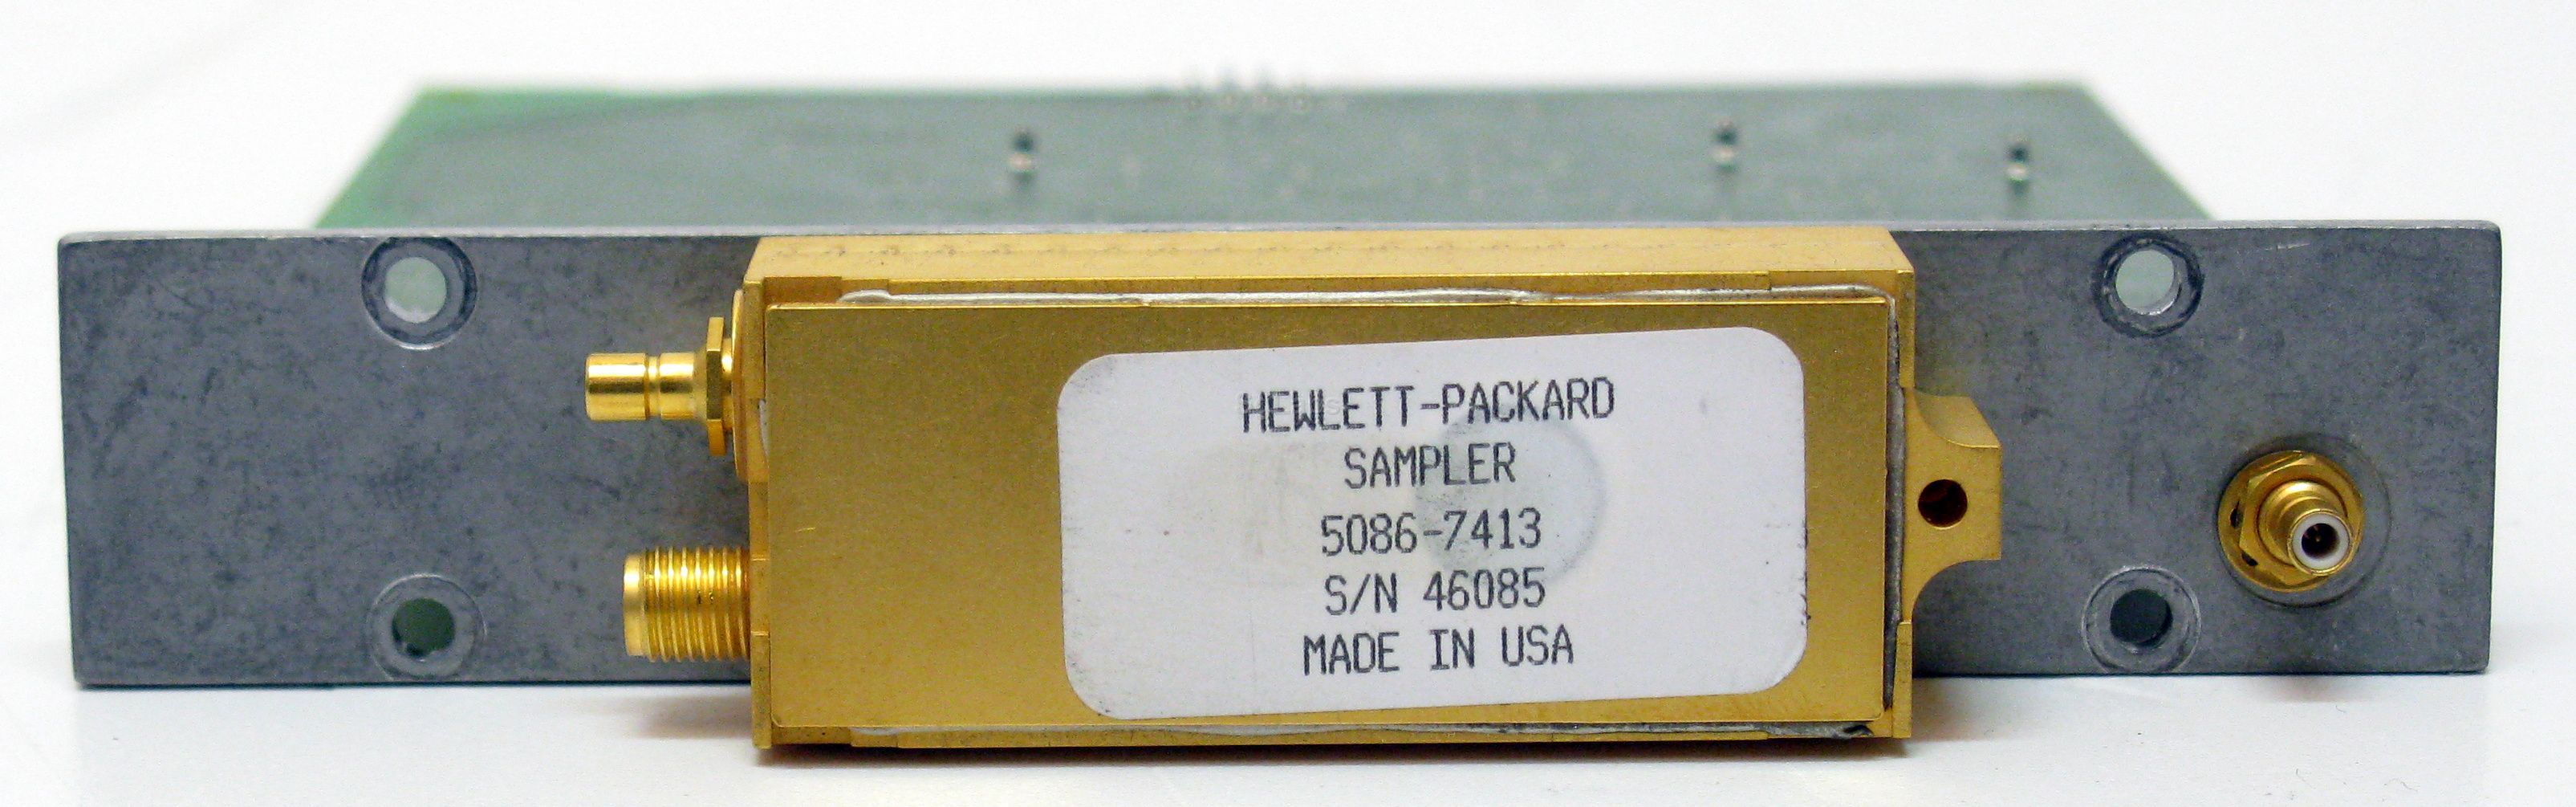 HEWLETT-PACKARD
SAMPLER
5086-7413
S/N 46085
MADE IN USA